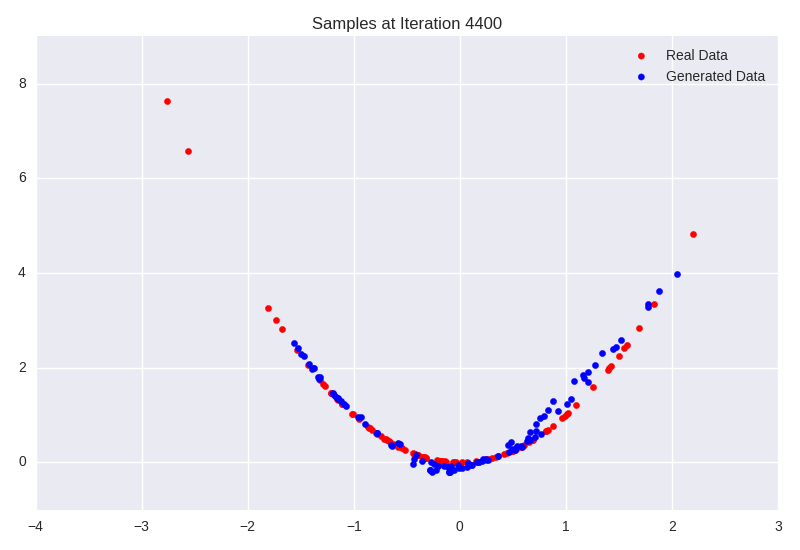 Samples at Iteration 4400
Real Data
Generated Data
8
6
4
2
0
−4 −3 −2 −1 0 1 2 3